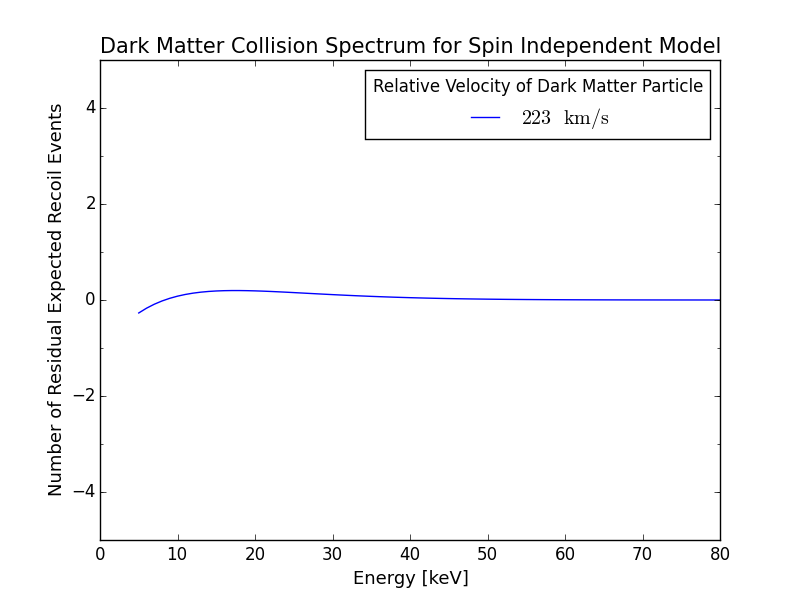 Dark Matter Collision Spectrum for Spin Independent Model
Relative Velocity of Dark Matter Particle
223 km/s
Number of Residual Expected Recoil Events
4
2
0
−2
−4
0 10 20 30 40 50 60 70 80
Energy [keV]